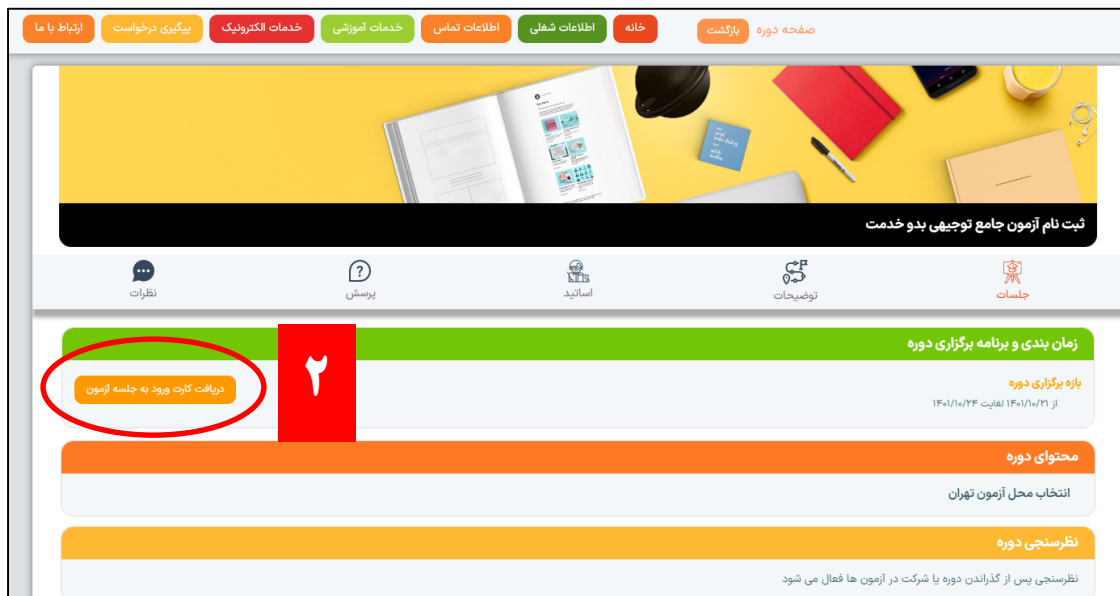 صفحه دوره
بازگشت
خانه
اطلاعات شغلی
اطلاعات تماس
خدمات آموزشی
خدمات الکترونیک
پیگیری درخواست
ارتباط با ما
ثبت نام آزمون جامع توجیهی بدو خدمت
جلسات
توضیحات
اساتید
پرسش
نظرات
زمان بندی و برنامه برگزاری دوره
بازه برگزاری دوره
از ۱۴۰۱/۱۰/۲۱ لغایت ۱۴۰۱/۱۰/۲۴
دریافت کارت ورود به جلسه آزمون
۲
محتوای دوره
انتخاب محل آزمون تهران
نظرسنجی دوره
نظرسنجی پس از گذراندن دوره یا شرکت در آزمون ها فعال می شود